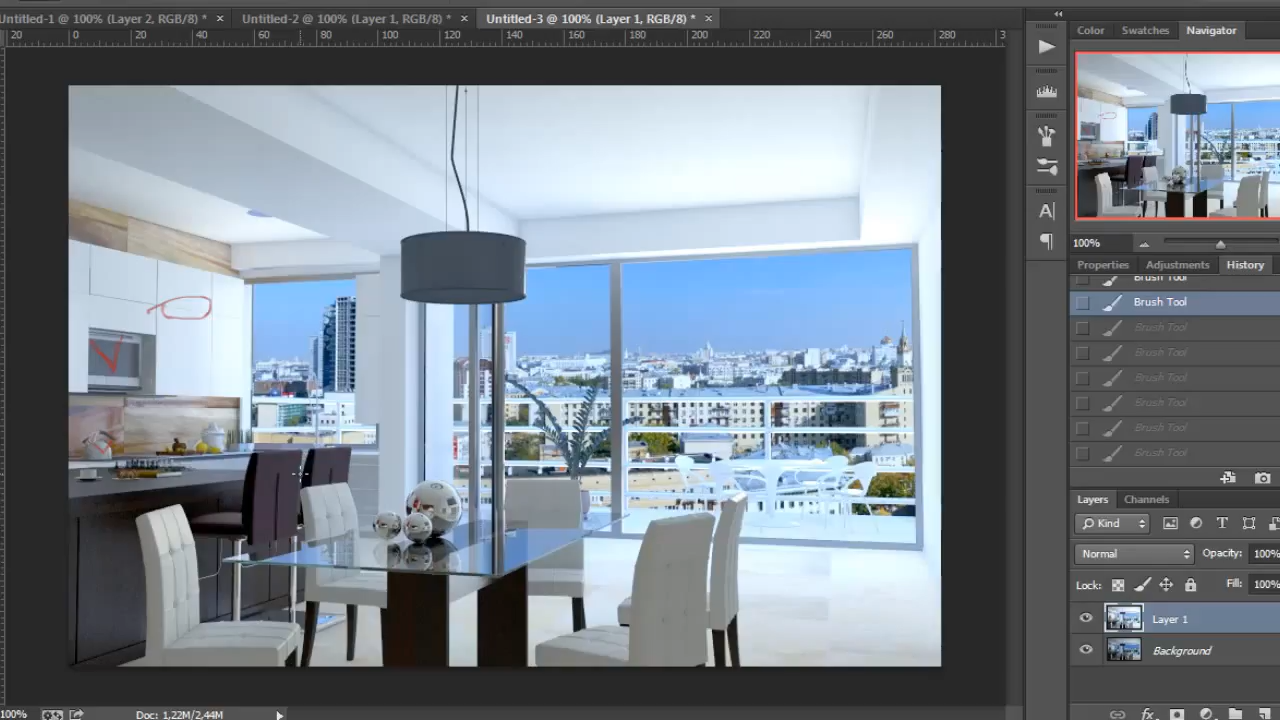 Untitled-1 @ 100% (Layer 2, RGB/8) * × Untitled-2 @ 100% (Layer 1, RGB/8) * × Untitled-3 @ 100% (Layer 1, RGB/8) * ×
20 0 20 40 60 80 100 120 140 160 180 200 220 240 260 280 3
Color Swatches Navigator
100%
Properties Adjustments History
Brush Tool
Brush Tool
Brush Tool
Brush Tool
Brush Tool
Brush Tool
Brush Tool
Brush Tool
Layers Channels
Kind
Normal Opacity: 100%
Lock: Fill: 100%
Layer 1
Background
100% Doc: 1,22M/2,44M
fx